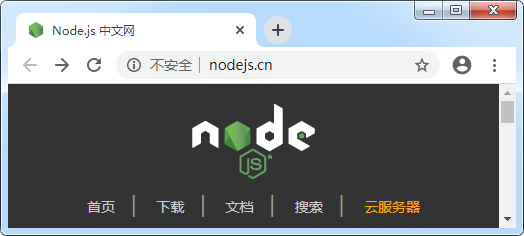 Node.js 中文网
不安全 nodejs.cn
node
JS
首页 下载 文档 搜索 云服务器